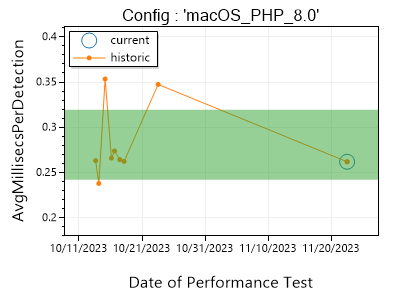 Config : 'macOS_PHP_8.0'
current
historic
AvgMillisecsPerDetection
0.4
0.35
0.3
0.25
0.2
10/11/2023 10/21/2023 10/31/2023 11/10/2023 11/20/2023
Date of Performance Test